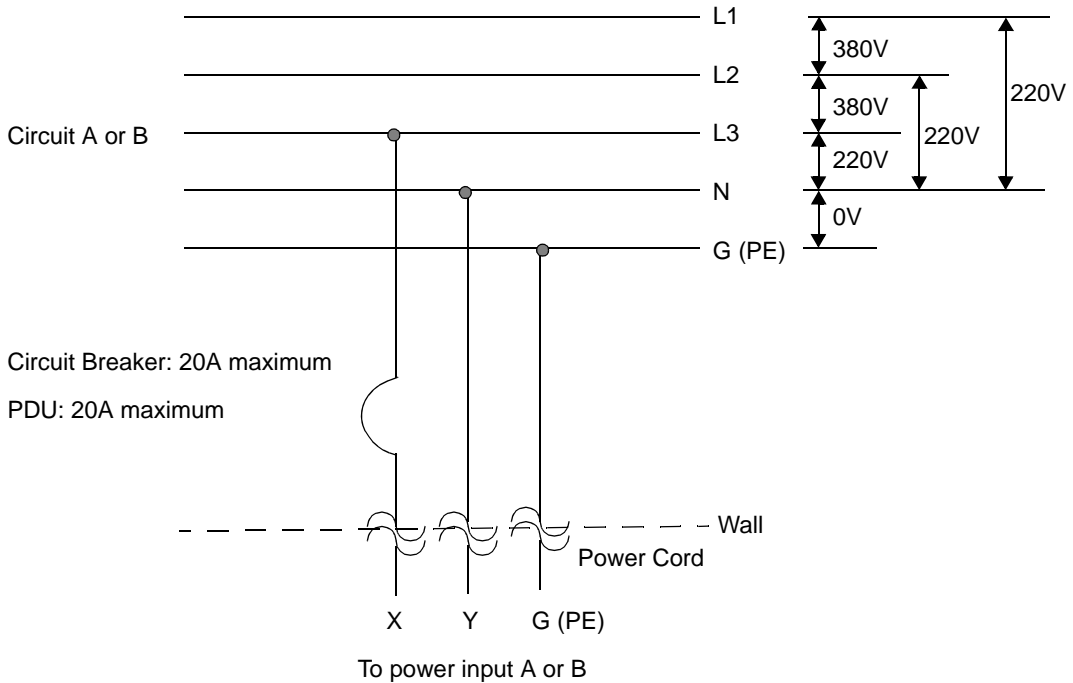 L1
380V
L2
220V
Circuit A or B
380V
L3
220V
220V
N
0V
G (PE)
Circuit Breaker: 20A maximum
PDU: 20A maximum
Wall
Power Cord
X Y G (PE)
To power input A or B